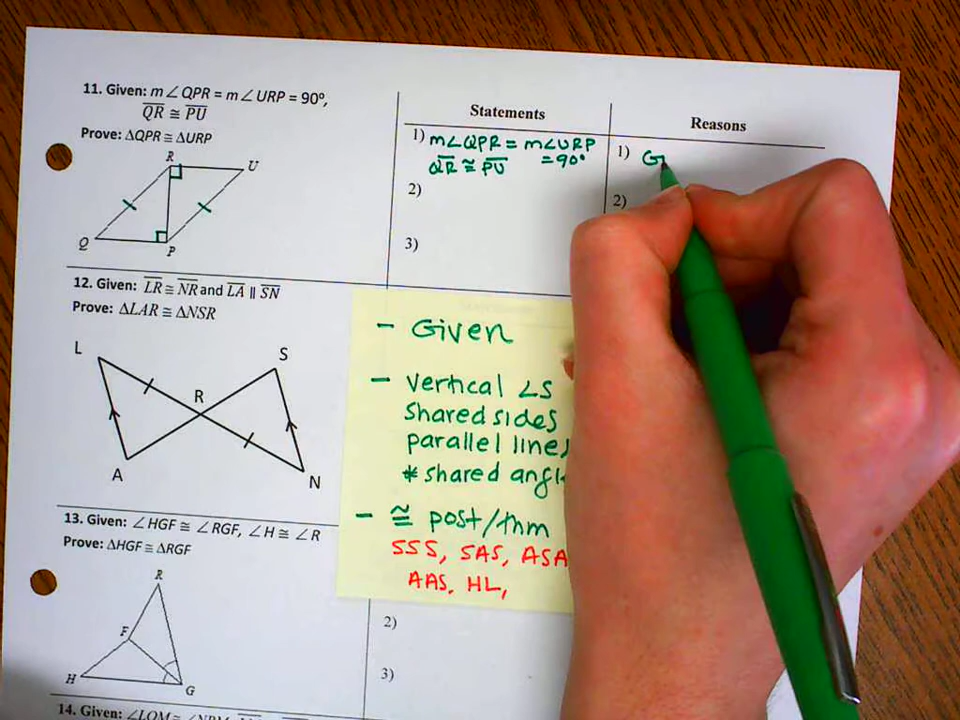 11. Given: m∠QPR = m∠URP = 90º,
QR ≅ PU
Prove: ΔQPR ≅ ΔURP
R
U
Q
P
Statements
Reasons
1) m∠QPR = m∠URP
QR ≅ PU = 90°
1) G
2)
2)
3)
12. Given: LR ≅ NR and LA ∥ SN
Prove: ΔLAR ≅ ΔNSR
L
S
R
A
N
- Given
- vertical ∠s
shared sides
parallel lines
* shared angl
- ≅ post/thm
SSS, SAS, ASA
AAS, HL,
13. Given: ∠HGF ≅ ∠RGF, ∠H ≅ ∠R
Prove: ΔHGF ≅ ΔRGF
R
F
H
G
2)
3)
14. Given: